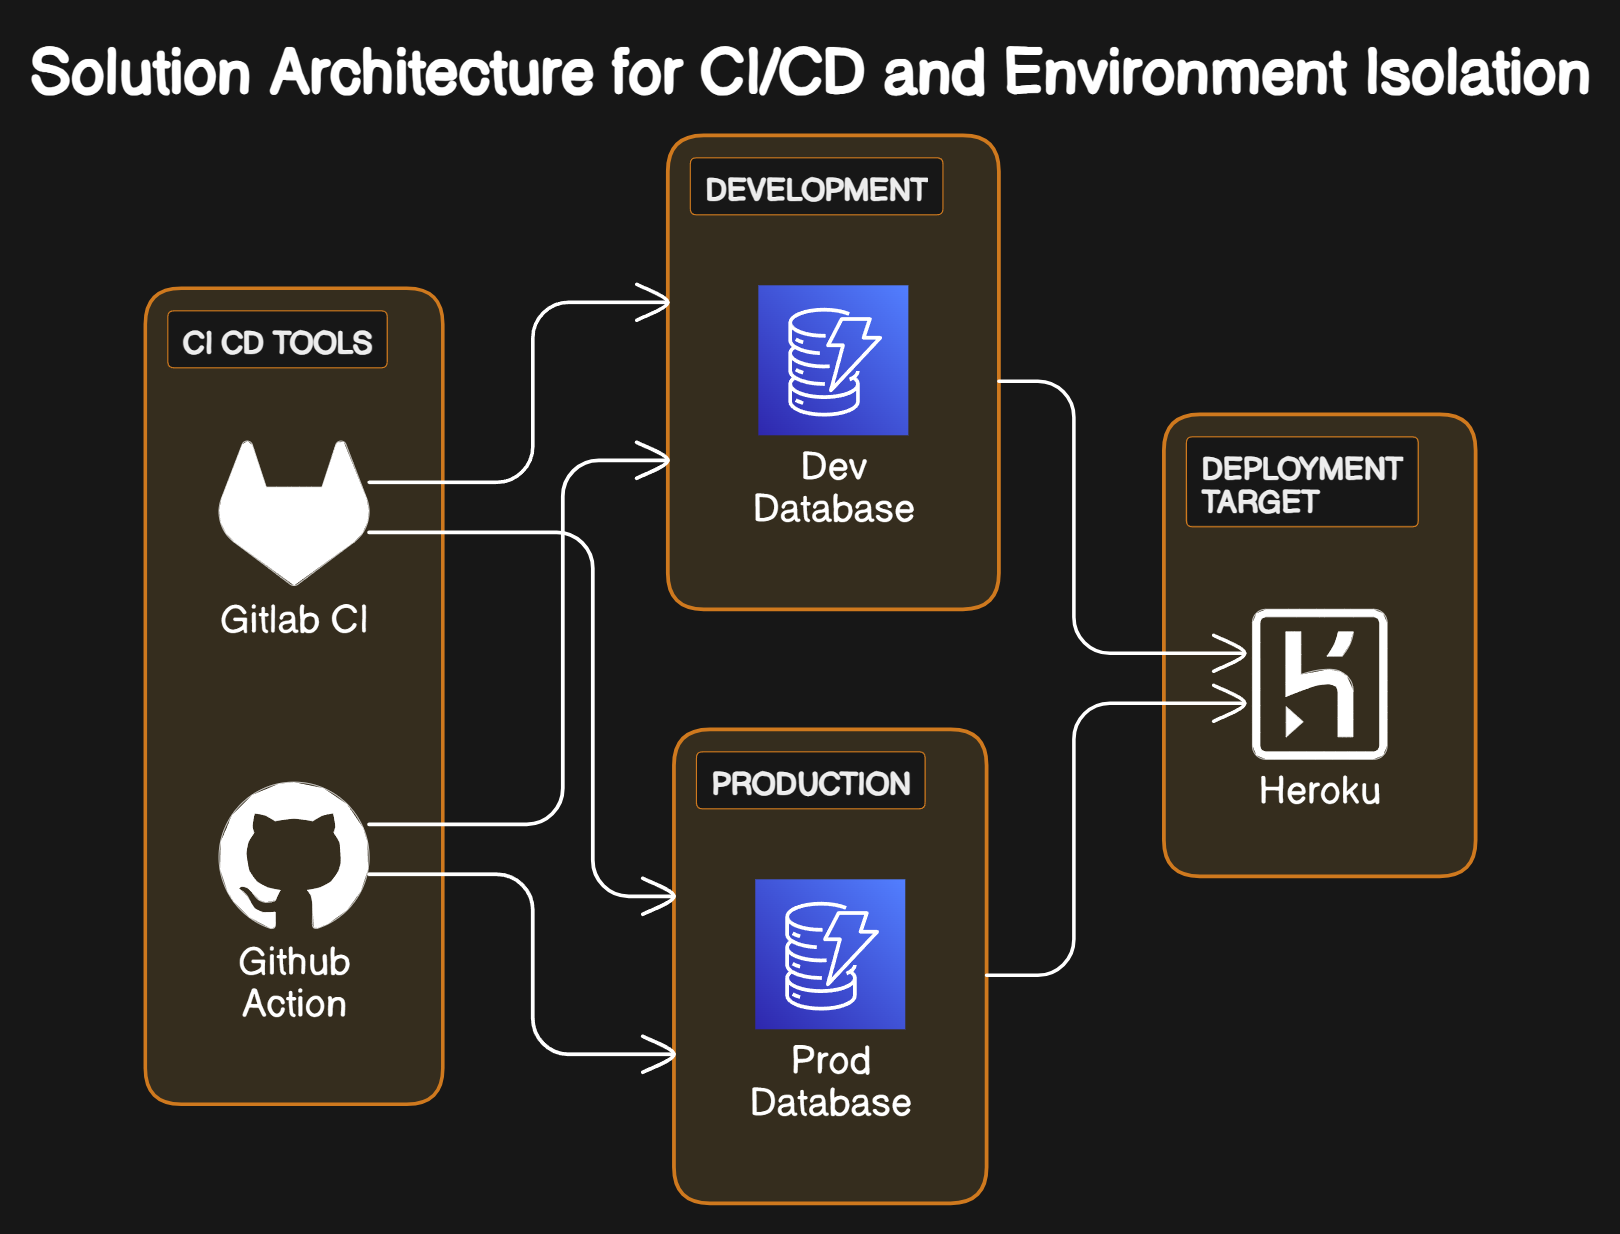 Solution Architecture for CI/CD and Environment Isolation
DEVELOPMENT
Dev
Database
CI CD TOOLS
Gitlab CI
Github
Action
PRODUCTION
Prod
Database
DEPLOYMENT
TARGET
Heroku